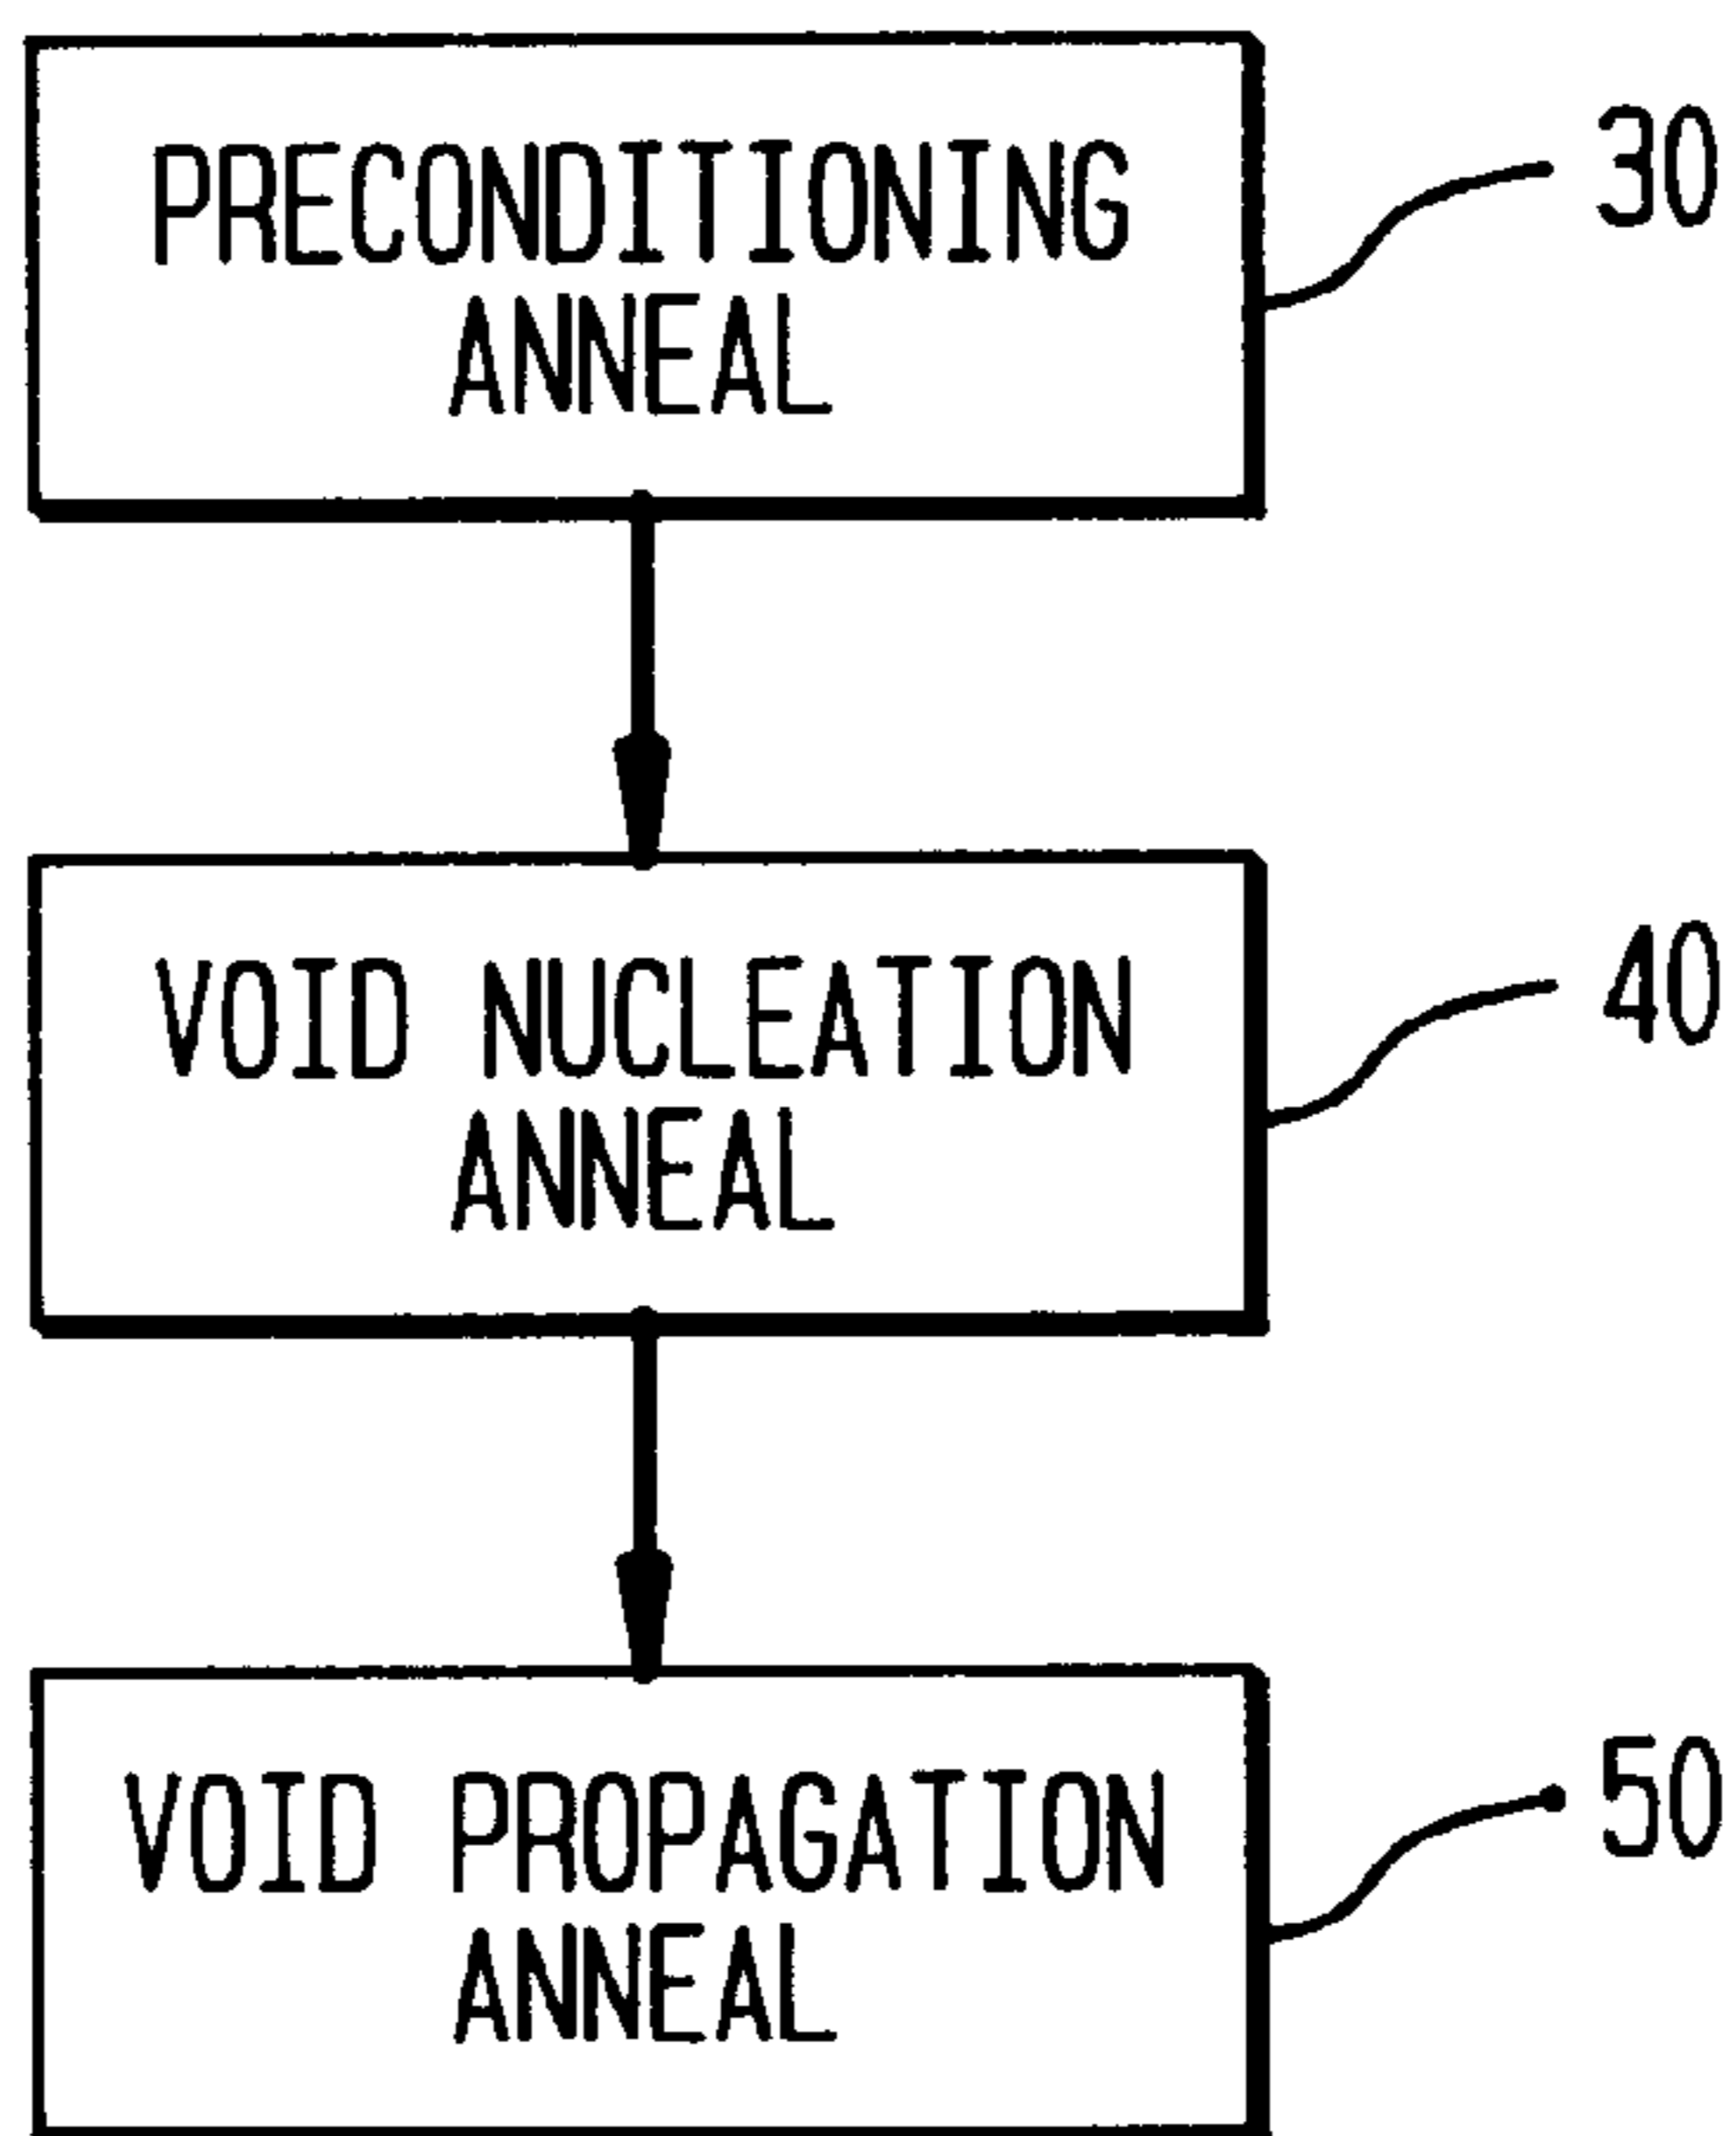 PRECONDITIONING
ANNEAL
30
VOID NUCLEATION
ANNEAL
40
VOID PROPAGATION
ANNEAL
50